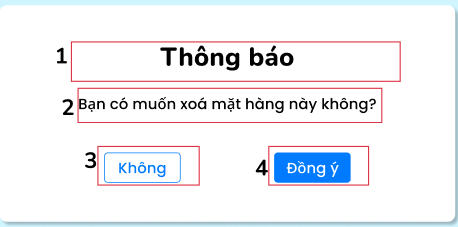 1 Thông báo
2 Bạn có muốn xoá mặt hàng này không?
3 Không 4 Đồng ý